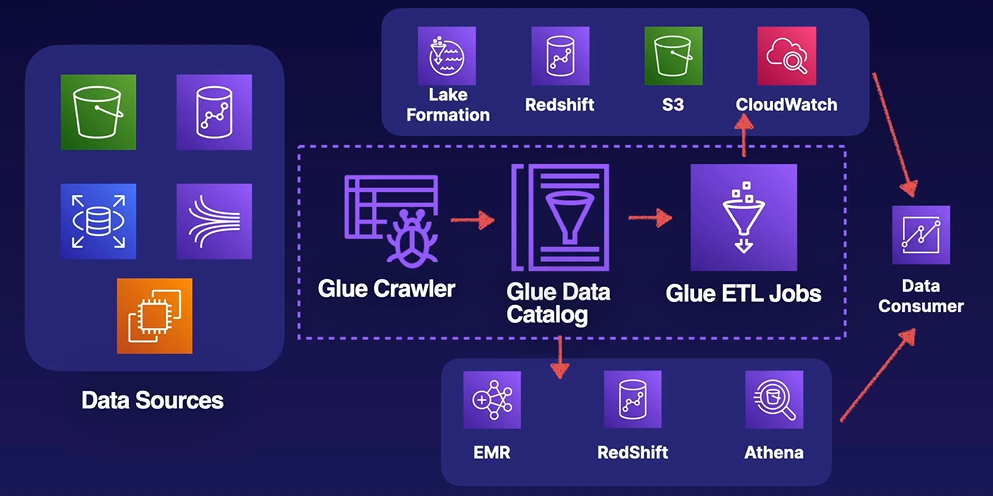 Lake
Formation
Redshift
S3
CloudWatch
Glue Crawler
Glue Data
Catalog
Glue ETL Jobs
Data
Consumer
Data Sources
EMR
RedShift
Athena